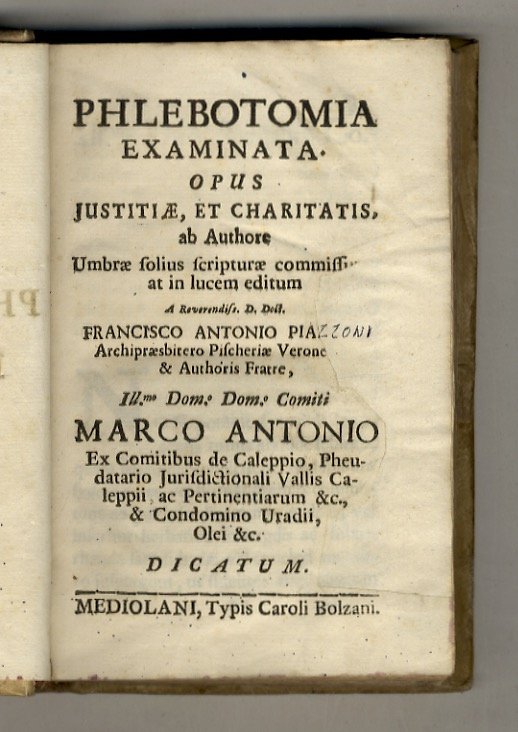 PHLEBOTOMIA
EXAMINATA.
OPUS
JUSTITIÆ, ET CHARITATIS,
ab Authore
Umbræ ſolius ſcripturæ
at in lucem editum
A Reverendiſs. D. Doct.
FRANCISCO ANTONIO PIAZZONI
Archipræsbitero Piſcheriæ
& Authoris Fratre,
Ill.mo Dom.o Dom.o Comiti
MARCO ANTONIO
Ex Comitibus de Caleppio, Pheu-
datario Juriſdictionali Vallis Ca-
leppii ac Pertinentiarum &c.,
& Condomino Uradii,
Olei &c.
DICATUM.
MEDIOLANI, Typis Caroli Bolzani.